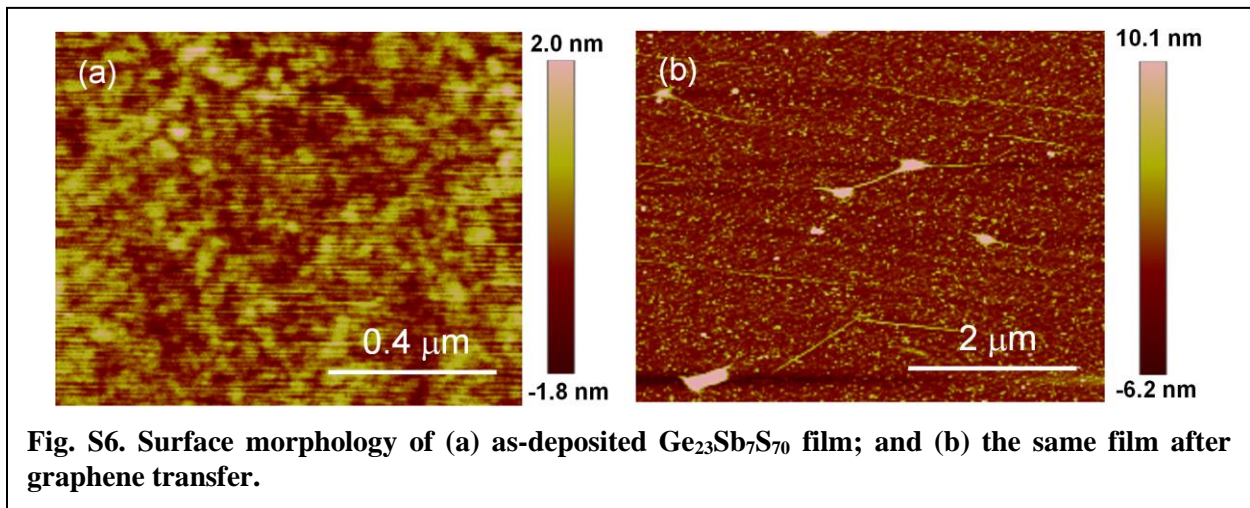 (a)
2.0 nm
0.4 μm
-1.8 nm
(b)
10.1 nm
2 μm
-6.2 nm
Fig. S6. Surface morphology of (a) as-deposited Ge₂₃Sb₇S₇₀ film; and (b) the same film after
graphene transfer.